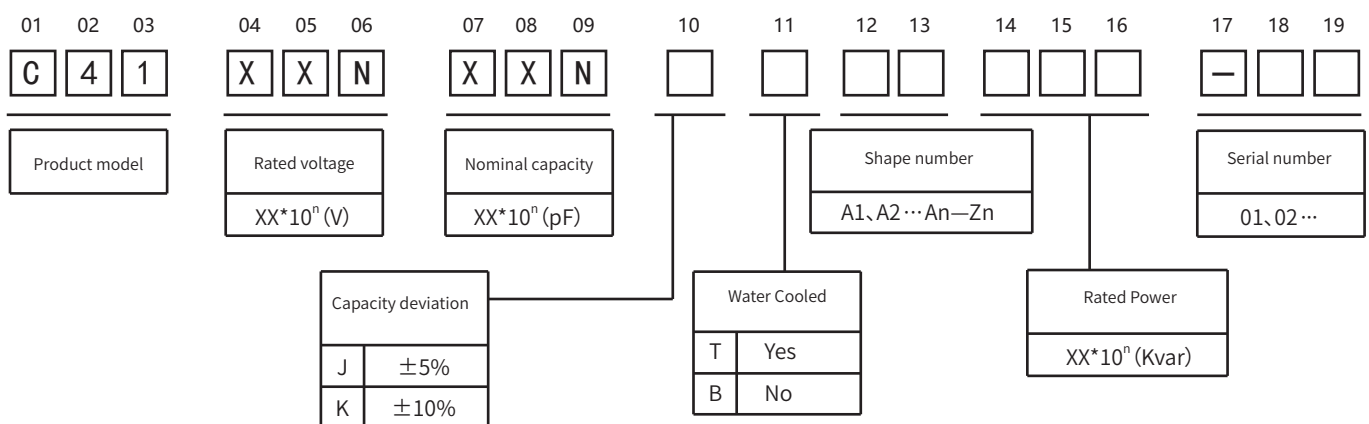 01 02 03 04 05 06 07 08 09 10 11 12 13 14 15 16 17 18 19
C 4 1 X X N X X N —
Product model
Rated voltage
XX*10ⁿ (V)
Nominal capacity
XX*10ⁿ (pF)
Shape number
A1、A2…An—Zn
Serial number
01、02…
Capacity deviation
J ±5%
K ±10%
Water Cooled
T Yes
B No
Rated Power
XX*10ⁿ (Kvar)